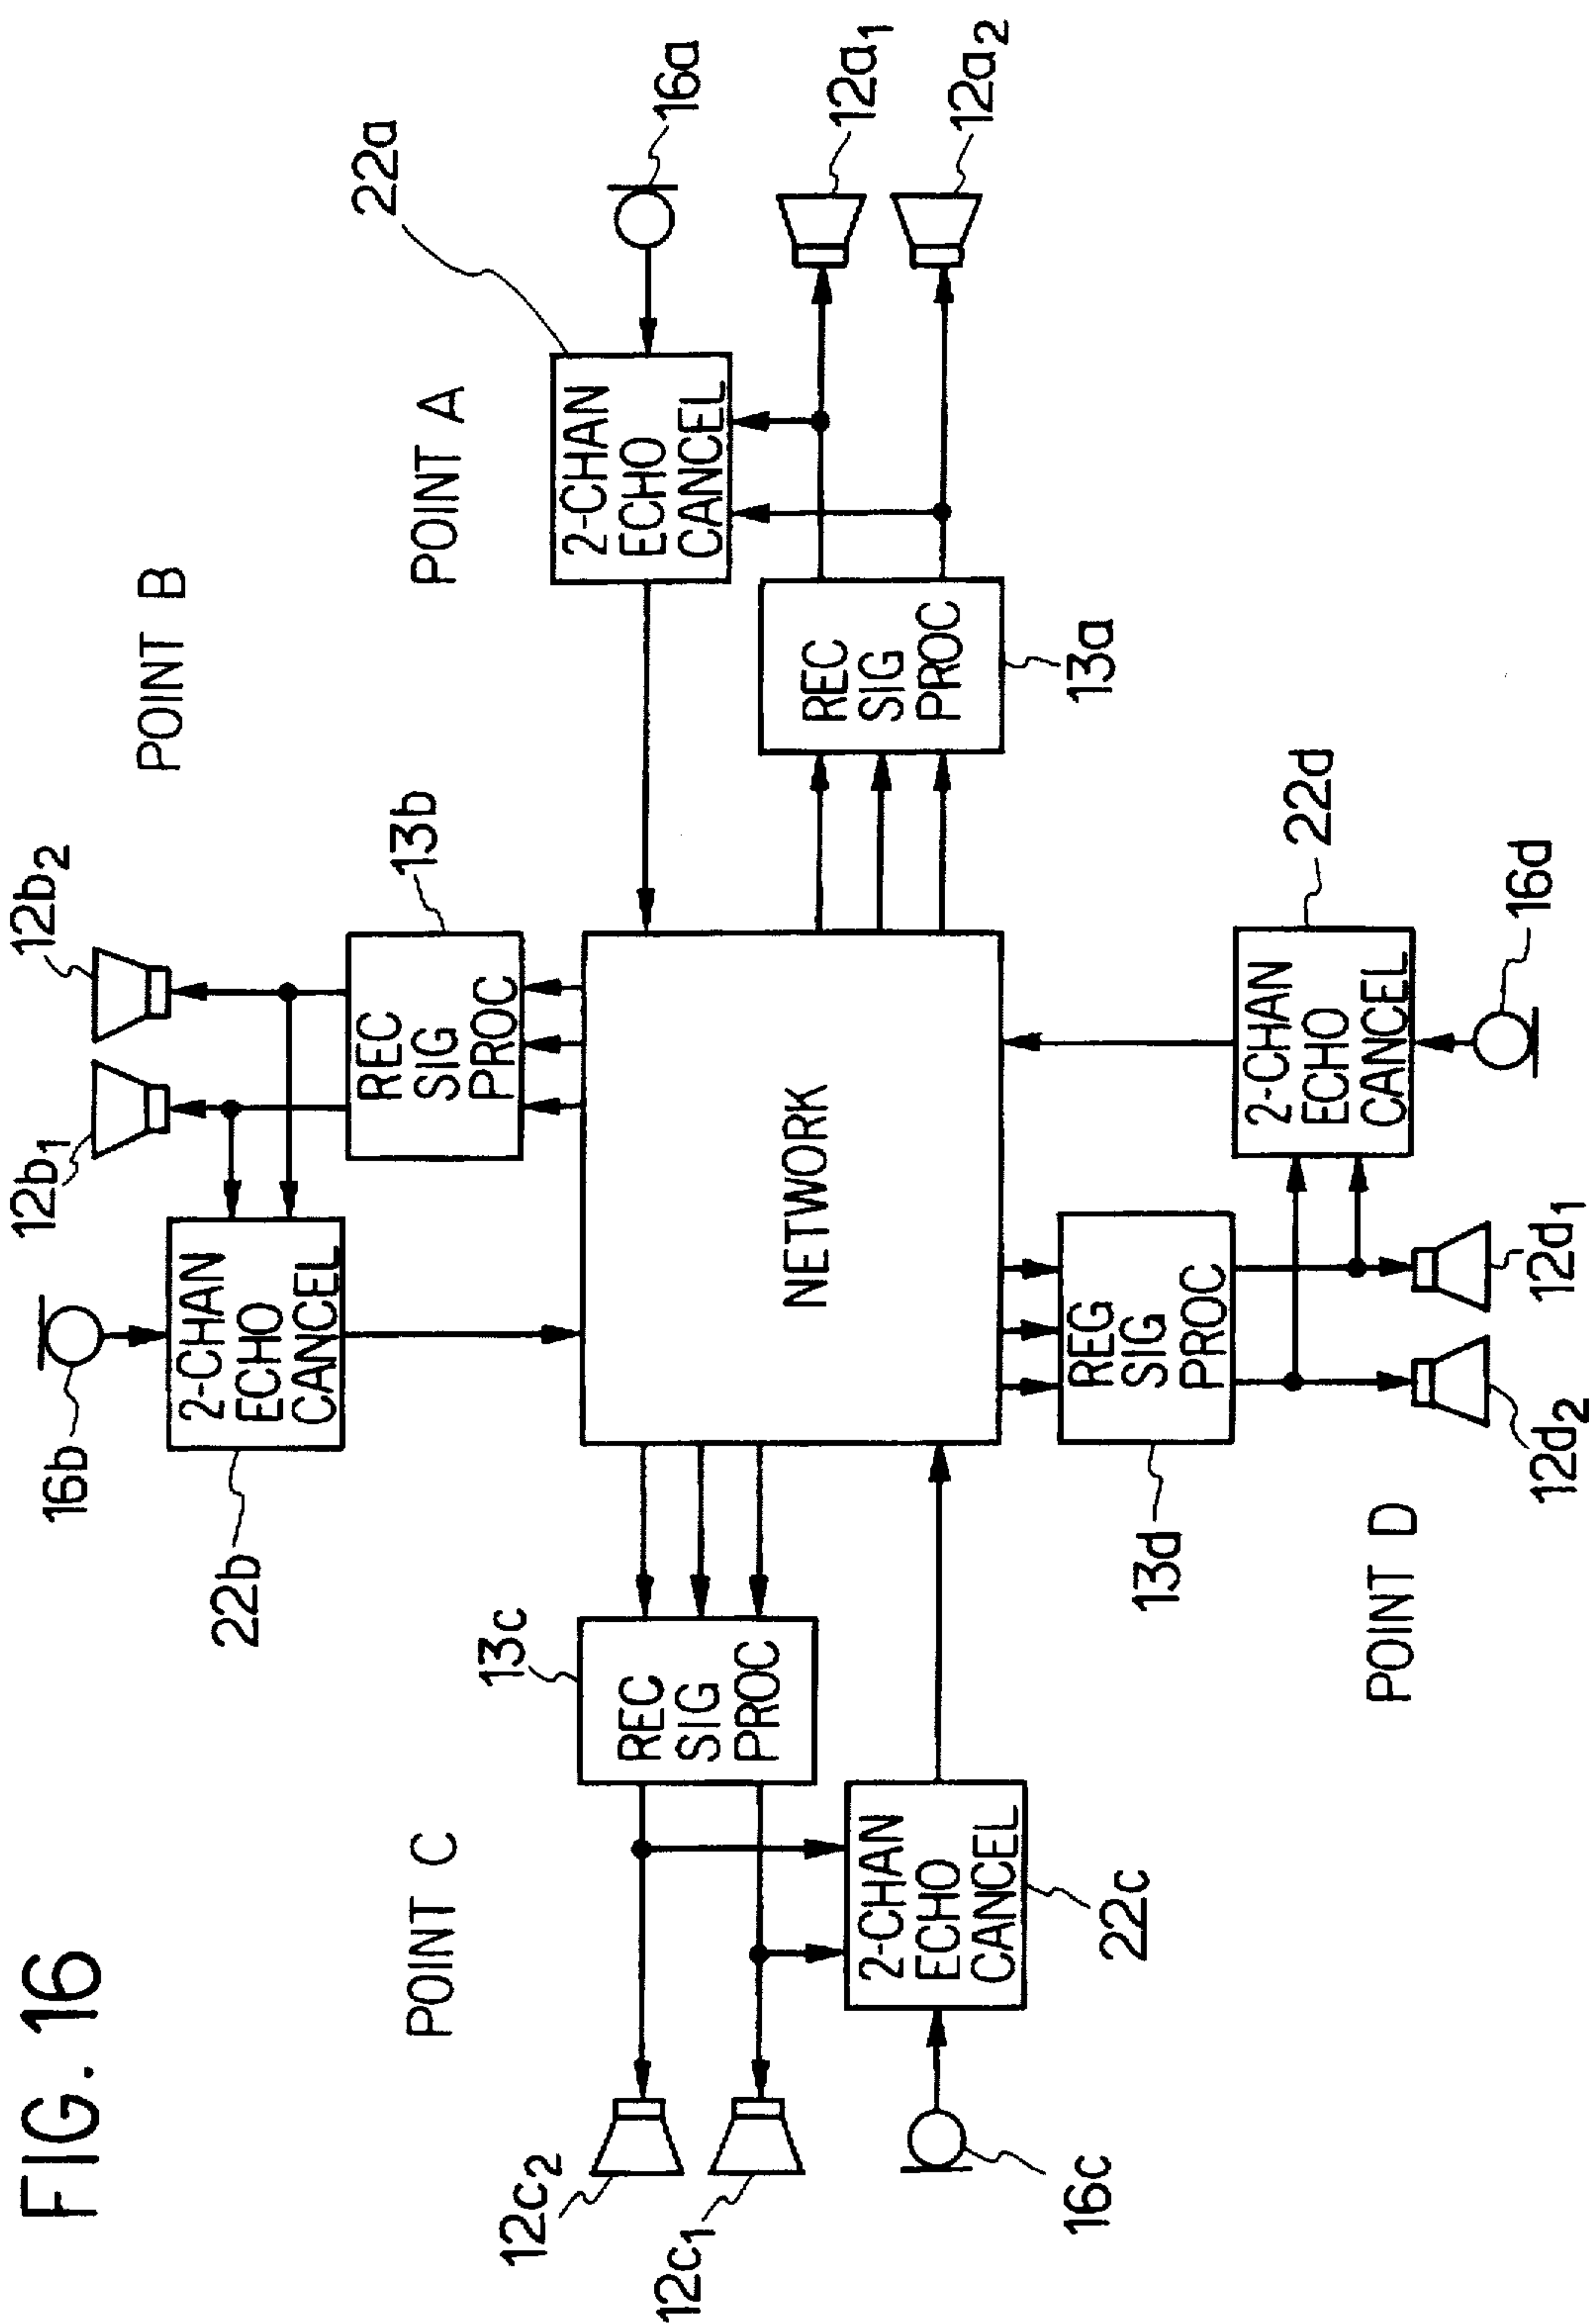 FIG. 16
POINT C
POINT B
POINT A
POINT D
12c2
12c1
16c
13c
REC
SIG
PROC
2-CHAN
ECHO
CANCEL
22c
16b
22b
2-CHAN
ECHO
CANCEL
12b1
12b2
REC
SIG
PROC
13b
NETWORK
13d
REG
SIG
PROC
12d2
12d1
2-CHAN
ECHO
CANCEL
22d
16d
22a
2-CHAN
ECHO
CANCEL
16a
REC
SIG
PROC
13a
12a1
12a2